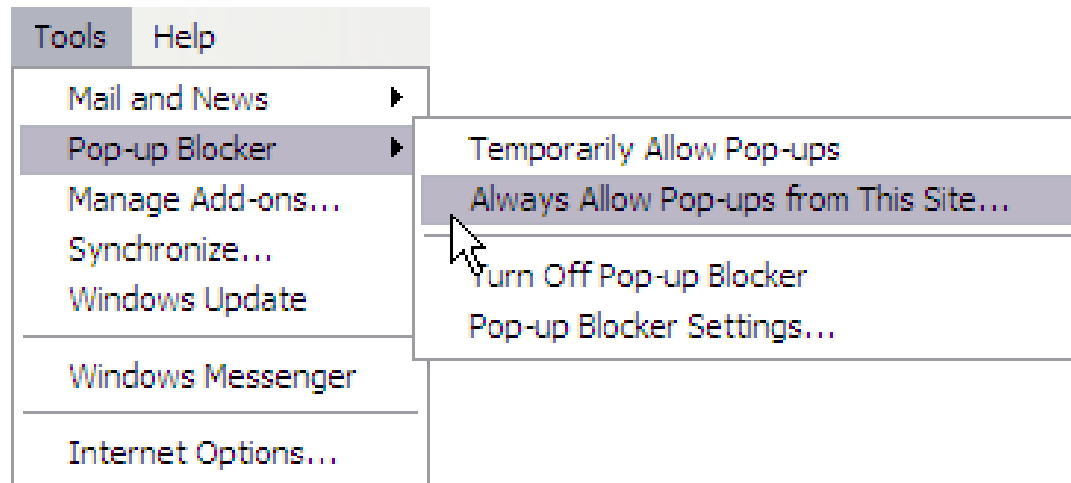 Tools Help
Mail and News
Pop-up Blocker
Manage Add-ons...
Synchronize...
Windows Update
Windows Messenger
Internet Options...
Temporarily Allow Pop-ups
Always Allow Pop-ups from This Site...
Turn Off Pop-up Blocker
Pop-up Blocker Settings...